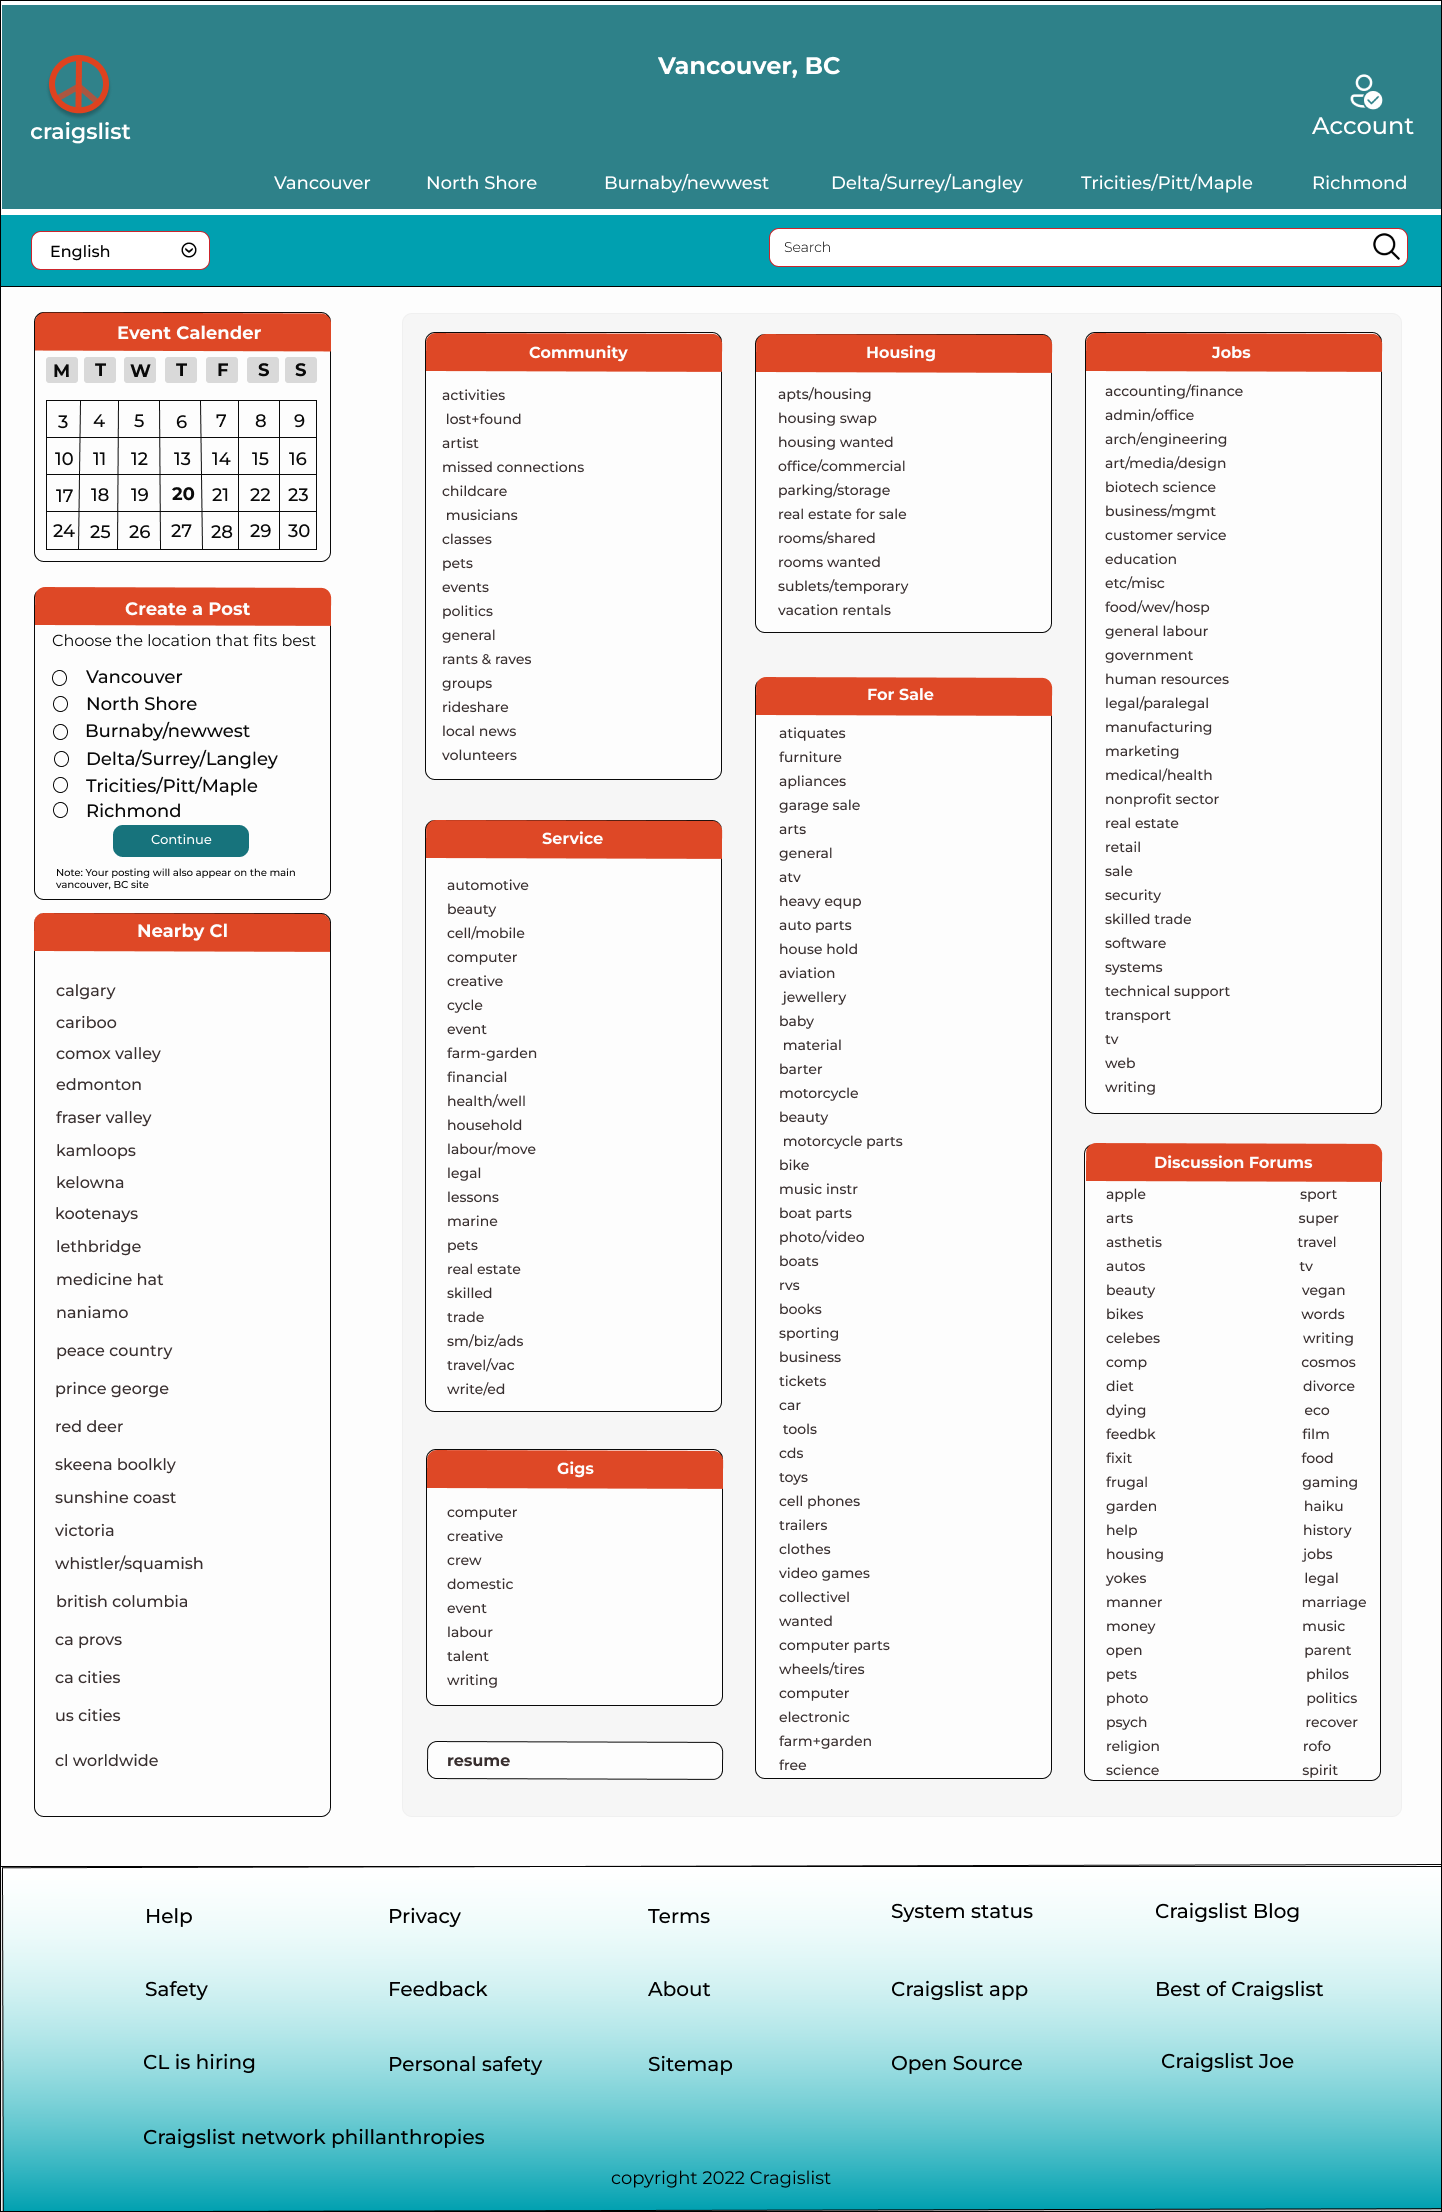 Vancouver, BC
craigslist
Account
Vancouver North Shore Burnaby/newwest Delta/Surrey/Langley Tricities/Pitt/Maple Richmond
English
Search
Event Calender
M T W T F S S
3 4 5 6 7 8 9
10 11 12 13 14 15 16
17 18 19 20 21 22 23
24 25 26 27 28 29 30
Create a Post
Choose the location that fits best
Vancouver
North Shore
Burnaby/newwest
Delta/Surrey/Langley
Tricities/Pitt/Maple
Richmond
Continue
Note: Your posting will also appear on the main
vancouver, BC site
Nearby Cl
calgary
cariboo
comox valley
edmonton
fraser valley
kamloops
kelowna
kootenays
lethbridge
medicine hat
naniamo
peace country
prince george
red deer
skeena boolkly
sunshine coast
victoria
whistler/squamish
british columbia
ca provs
ca cities
us cities
cl worldwide
Community
activities
lost+found
artist
missed connections
childcare
musicians
classes
pets
events
politics
general
rants & raves
groups
rideshare
local news
volunteers
Service
automotive
beauty
cell/mobile
computer
creative
cycle
event
farm-garden
financial
health/well
household
labour/move
legal
lessons
marine
pets
real estate
skilled
trade
sm/biz/ads
travel/vac
write/ed
Gigs
computer
creative
crew
domestic
event
labour
talent
writing
resume
Housing
apts/housing
housing swap
housing wanted
office/commercial
parking/storage
real estate for sale
rooms/shared
rooms wanted
sublets/temporary
vacation rentals
For Sale
atiquates
furniture
apliances
garage sale
arts
general
atv
heavy equp
auto parts
house hold
aviation
jewellery
baby
material
barter
motorcycle
beauty
motorcycle parts
bike
music instr
boat parts
photo/video
boats
rvs
books
sporting
business
tickets
car
tools
cds
toys
cell phones
trailers
clothes
video games
collectivel
wanted
computer parts
wheels/tires
computer
electronic
farm+garden
free
Jobs
accounting/finance
admin/office
arch/engineering
art/media/design
biotech science
business/mgmt
customer service
education
etc/misc
food/wev/hosp
general labour
government
human resources
legal/paralegal
manufacturing
marketing
medical/health
nonprofit sector
real estate
retail
sale
security
skilled trade
software
systems
technical support
transport
tv
web
writing
Discussion Forums
apple sport
arts super
asthetis travel
autos tv
beauty vegan
bikes words
celebes writing
comp cosmos
diet divorce
dying eco
feedbk film
fixit food
frugal gaming
garden haiku
help history
housing jobs
yokes legal
manner marriage
money music
open parent
pets philos
photo politics
psych recover
religion rofo
science spirit
Help Privacy Terms System status Craigslist Blog
Safety Feedback About Craigslist app Best of Craigslist
CL is hiring Personal safety Sitemap Open Source Craigslist Joe
Craigslist network phillanthropies
copyright 2022 Cragislist